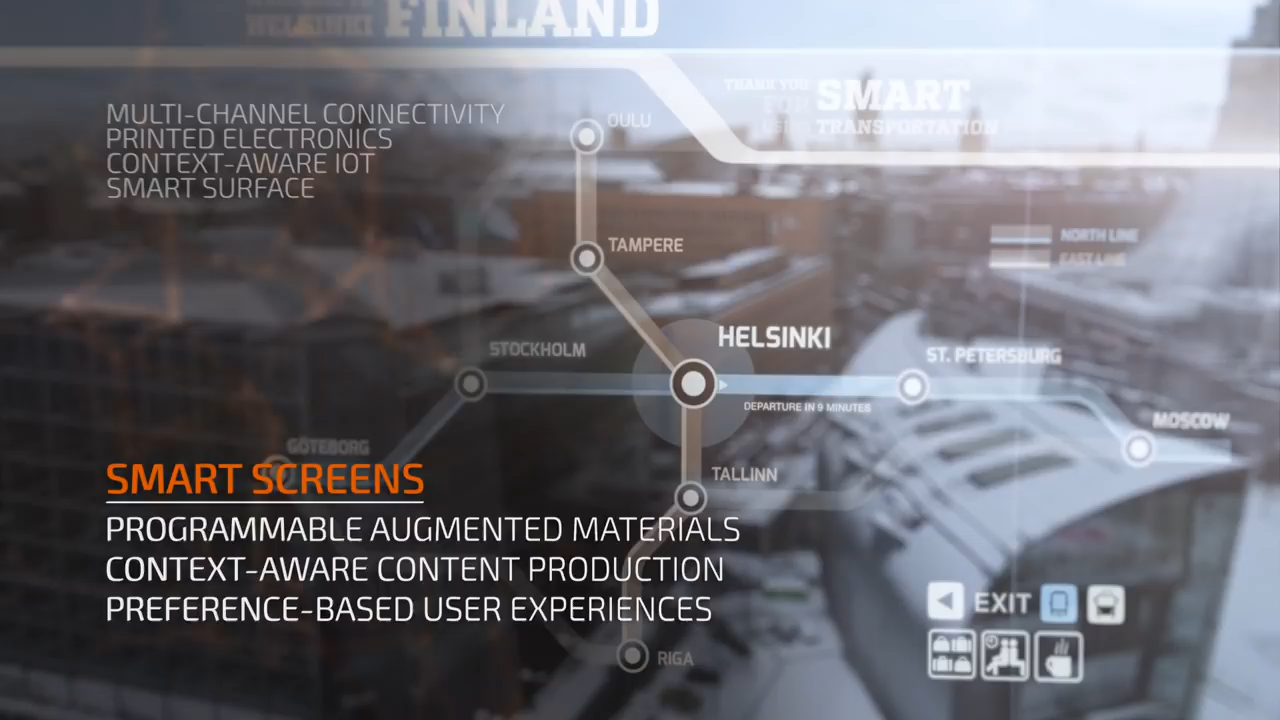 HELSINKI FINLAND
THANK YOU SMART
TRANSPORTATION
MULTI-CHANNEL CONNECTIVITY
PRINTED ELECTRONICS
CONTEXT-AWARE IOT
SMART SURFACE
OULU
TAMPERE
NORTH LINE
EAST LINE
HELSINKI
STOCKHOLM
ST. PETERSBURG
DEPARTURE IN 9 MINUTES
MOSCOW
GÖTEBORG
TALLINN
SMART SCREENS
PROGRAMMABLE AUGMENTED MATERIALS
CONTEXT-AWARE CONTENT PRODUCTION
PREFERENCE-BASED USER EXPERIENCES
EXIT
RIGA